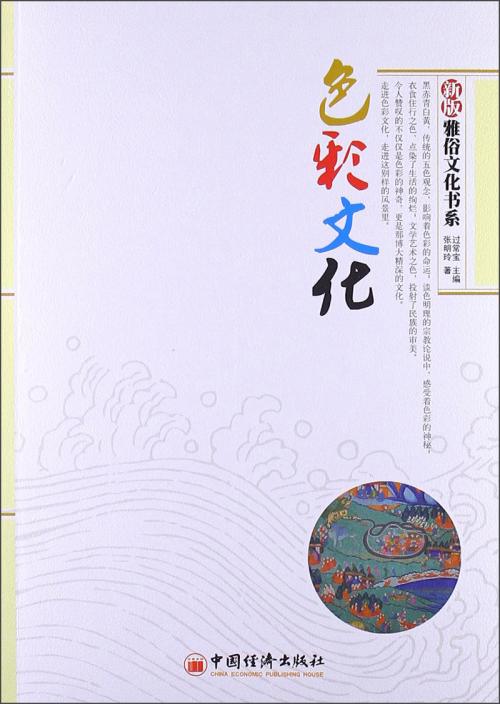 新版 雅俗文化书系
过常宝 主编
张明玲 著
黑赤青白黄，传统的五色观念，影响着色彩的命运；谈色明理的宗教论说中，感受着色彩的神秘；
衣食住行之色，点染了生活的绚烂；文学艺术之色，投射了民族的审美。
令人赞叹的不仅仅是色彩的神奇，更是那博大精深的文化。
走进色彩文化，走进这别样的风景里。
色彩文化
中国经济出版社
CHINA ECONOMIC PUBLISHING HOUSE